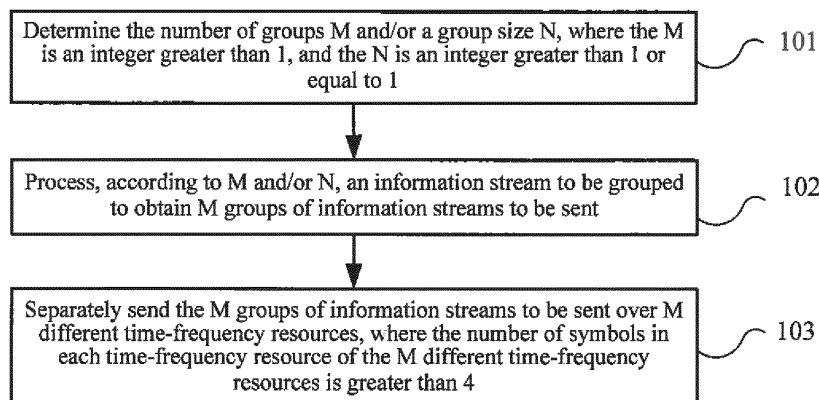 Determine the number of groups M and/or a group size N, where the M
is an integer greater than 1, and the N is an integer greater than 1 or
equal to 1
101
Process, according to M and/or N, an information stream to be grouped
to obtain M groups of information streams to be sent
102
Separately send the M groups of information streams to be sent over M
different time-frequency resources, where the number of symbols in
each time-frequency resource of the M different time-frequency
resources is greater than 4
103